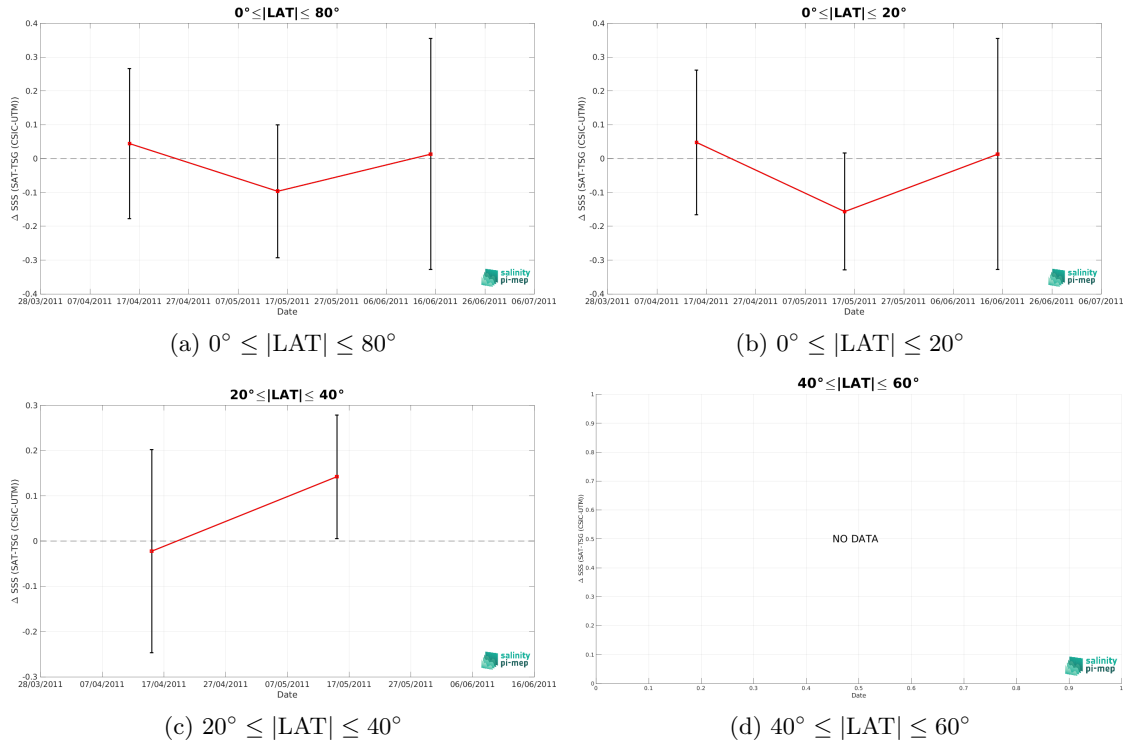 0°≤|LAT|≤ 80°
0.4
0.3
0.2
0.1
0
-0.1
-0.2
-0.3
-0.4
Δ SSS (SAT-TSG (CSIC-UTM))
28/03/2011 07/04/2011 17/04/2011 27/04/2011 07/05/2011 17/05/2011 27/05/2011 06/06/2011 16/06/2011 26/06/2011 06/07/2011
Date
salinity
pi-mep
(a) 0° ≤ |LAT| ≤ 80°
0°≤|LAT|≤ 20°
0.4
0.3
0.2
0.1
0
-0.1
-0.2
-0.3
-0.4
Δ SSS (SAT-TSG (CSIC-UTM))
28/03/2011 07/04/2011 17/04/2011 27/04/2011 07/05/2011 17/05/2011 27/05/2011 06/06/2011 16/06/2011 26/06/2011 06/07/2011
Date
salinity
pi-mep
(b) 0° ≤ |LAT| ≤ 20°
20°≤|LAT|≤ 40°
0.3
0.2
0.1
0
-0.1
-0.2
-0.3
Δ SSS (SAT-TSG (CSIC-UTM))
28/03/2011 07/04/2011 17/04/2011 27/04/2011 07/05/2011 17/05/2011 27/05/2011 06/06/2011 16/06/2011
Date
salinity
pi-mep
(c) 20° ≤ |LAT| ≤ 40°
40°≤|LAT|≤ 60°
1
0.9
0.8
0.7
0.6
0.5
0.4
0.3
0.2
0.1
0
Δ SSS (SAT-TSG (CSIC-UTM))
NO DATA
0 0.1 0.2 0.3 0.4 0.5 0.6 0.7 0.8 0.9 1
Date
salinity
pi-mep
(d) 40° ≤ |LAT| ≤ 60°